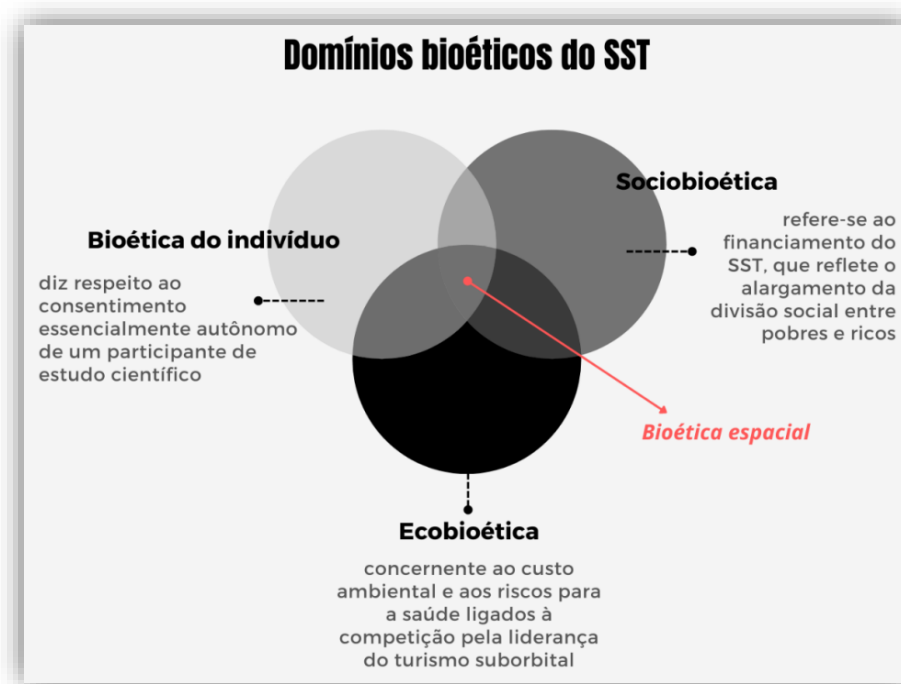 Domínios bioéticos do SST
Bioética do indivíduo
diz respeito ao
consentimento
essencialmente autônomo
de um participante de
estudo científico
Sociobioética
refere-se ao
financiamento do
SST, que reflete o
alargamento da
divisão social entre
pobres e ricos
Bioética espacial
Ecobioética
concernente ao custo
ambiental e aos riscos para
a saúde ligados à
competição pela liderança
do turismo suborbital